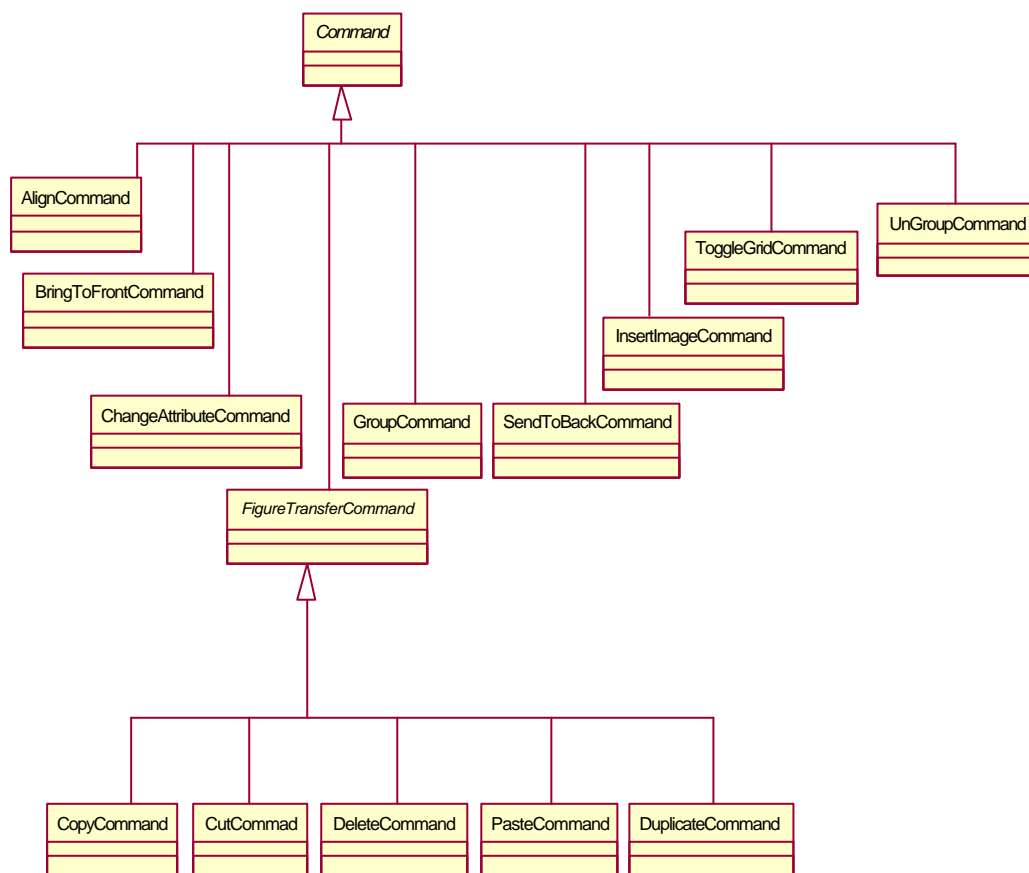 Command
AlignCommand
UnGroupCommand
ToggleGridCommand
BringToFrontCommand
InsertImageCommand
ChangeAttributeCommand
GroupCommand
SendToBackCommand
FigureTransferCommand
CopyCommand
CutCommad
DeleteCommand
PasteCommand
DuplicateCommand